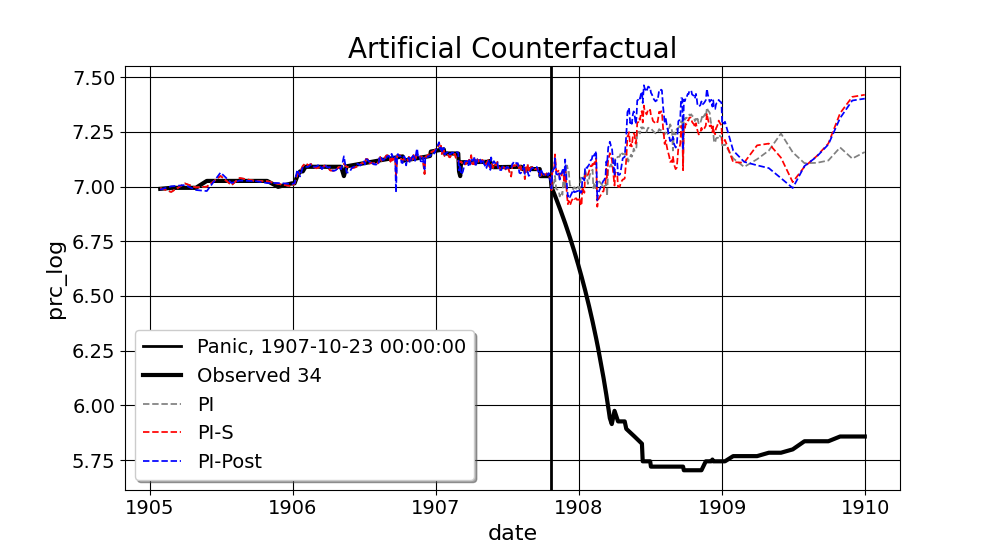 Artificial Counterfactual
prc_log
7.50
7.25
7.00
6.75
6.50
6.25
6.00
5.75
Panic, 1907-10-23 00:00:00
Observed 34
PI
PI-S
PI-Post
1905 1906 1907 1908 1909 1910
date